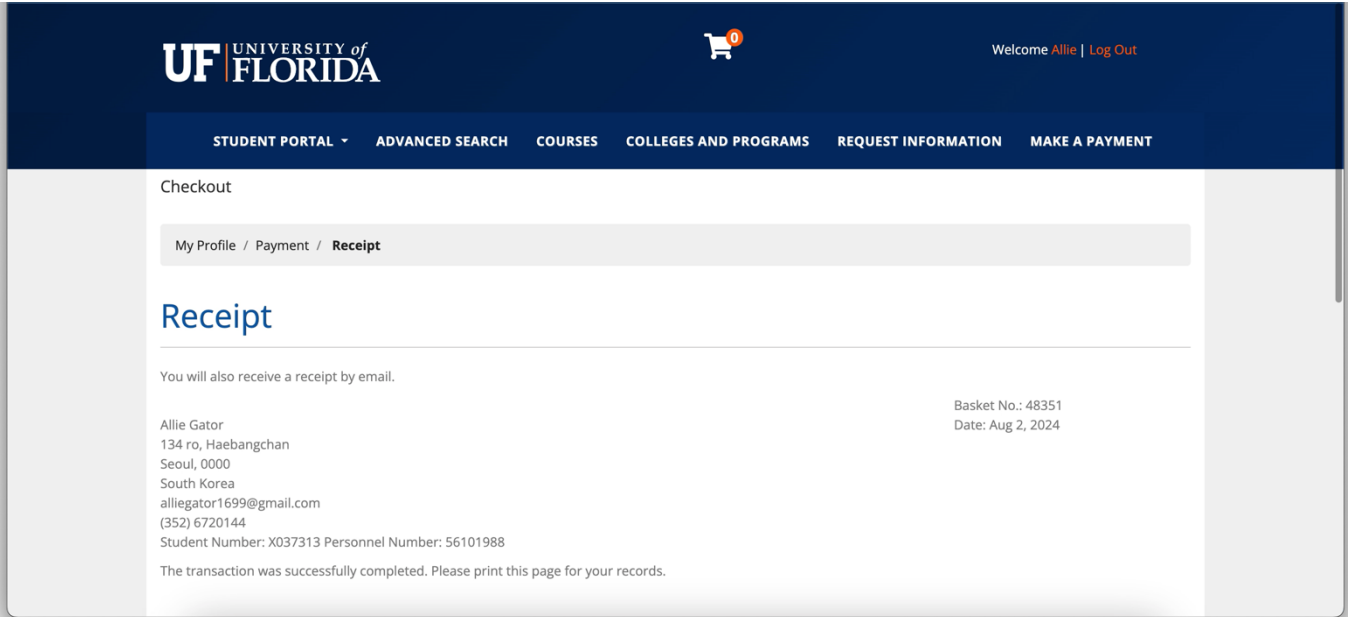 UF UNIVERSITY of FLORIDA
0
Welcome Allie | Log Out
STUDENT PORTAL ADVANCED SEARCH COURSES COLLEGES AND PROGRAMS REQUEST INFORMATION MAKE A PAYMENT
Checkout
My Profile / Payment / Receipt
Receipt
You will also receive a receipt by email.
Basket No.: 48351
Date: Aug 2, 2024
Allie Gator
134 ro, Haebangchan
Seoul, 0000
South Korea
alliegator1699@gmail.com
(352) 6720144
Student Number: X037313 Personnel Number: 56101988
The transaction was successfully completed. Please print this page for your records.